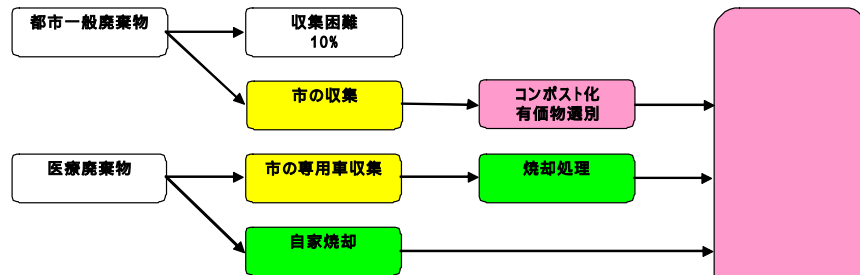 都市一般廃棄物
収集困難
10%
市の収集
コンポスト化
有価物選別
医療廃棄物
市の専用車収集
焼却処理
自家焼却